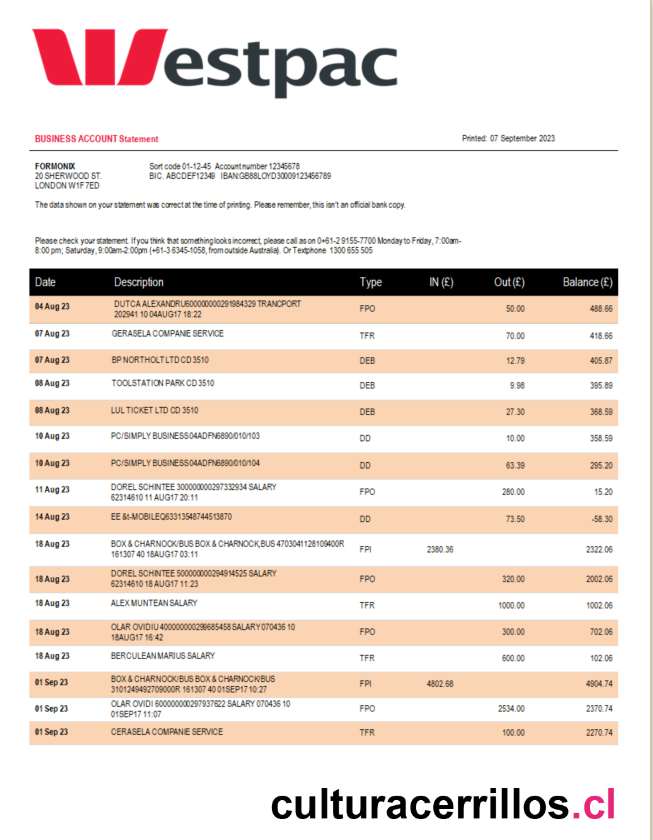 Westpac
BUSINESS ACCOUNT Statement
Printed: 07 September 2023
FORMONIX
20 SHERWOOD ST.
LONDON W1F 7ED
Sort code 01-12-45 Account number 12345678
BIC. ABCDEF12349 IBAN:GB88LOYD30009123456789
The data shown on your statement was correct at the time of printing. Please remember, this isn't an official bank copy.
Please check your statement. If you think that something looks incorrect, please call as on 0+61-2 9155-7700 Monday to Friday, 7:00am-
8:00 pm; Saturday, 9:00am-2:00pm (+61-3 6345-1058, from outside Australia). Or Textphone 1300 655 505
Date Description Type IN (£) Out (£) Balance (£)
04 Aug 23 DUTCA ALEXANDRU600000000291984329 TRANCPORT
202941 10 04AUG17 18:22 FPO 50.00 488.66
07 Aug 23 GERASELA COMPANIE SERVICE TFR 70.00 418.66
07 Aug 23 BP NORTHOLT LTD CD 3510 DEB 12.79 405.87
08 Aug 23 TOOLSTATION PARK CD 3510 DEB 9.98 395.89
08 Aug 23 LUL TICKET LTD CD 3510 DEB 27.30 368.59
10 Aug 23 PC/SIMPLY BUSINESS04ADFN6890/010/103 DD 10.00 358.59
10 Aug 23 PC/SIMPLY BUSINESS04ADFN6890/010/104 DD 63.39 295.20
11 Aug 23 DOREL SCHINTEE 300000000297332934 SALARY
62314610 11 AUG17 20:11 FPO 280.00 15.20
14 Aug 23 EE &t-MOBILEQ63313548744513870 DD 73.50 -58.30
18 Aug 23 BOX & CHARNOCK/BUS BOX & CHARNOCK,BUS 4703041128109400R
161307 40 18AUG17 03:11 FPI 2380.36 2322.06
18 Aug 23 DOREL SCHINTEE 500000000294914525 SALARY
62314610 18 AUG17 11:23 FPO 320.00 2002.06
18 Aug 23 ALEX MUNTEAN SALARY TFR 1000.00 1002.06
18 Aug 23 OLAR OVIDIU 400000000299685458 SALARY 070436 10
18AUG17 16:42 FPO 300.00 702.06
18 Aug 23 BERCULEAN MARIUS SALARY TFR 600.00 102.06
01 Sep 23 BOX & CHARNOCK/BUS BOX & CHARNOCK/BUS
3101249492709000R 161307 40 01SEP17 10:27 FPI 4802.68 4904.74
01 Sep 23 OLAR OVIDI 600000000297937622 SALARY 070436 10
01SEP17 11:07 FPO 2534.00 2370.74
01 Sep 23 CERASELA COMPANIE SERVICE TFR 100.00 2270.74
culturacerrillos.cl